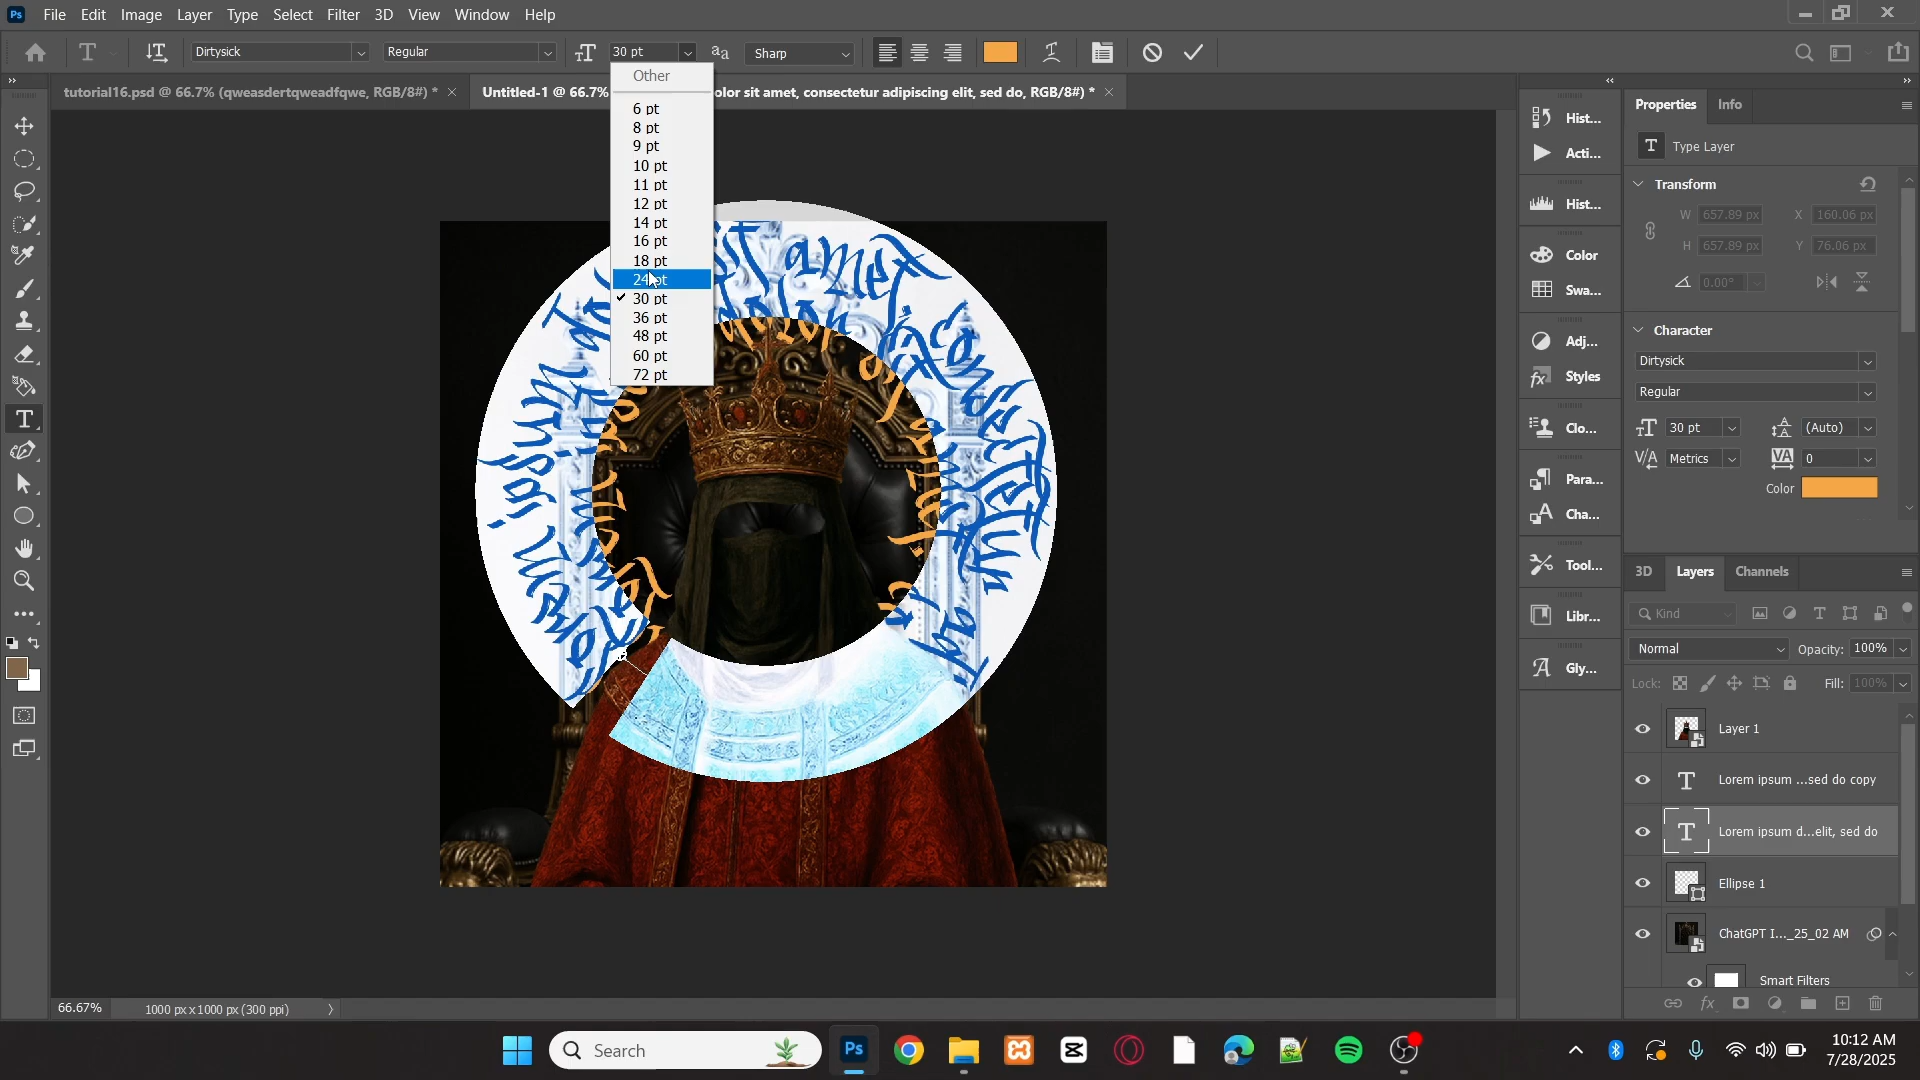 Ps File Edit Image Layer Type Select Filter 3D View Window Help
Dirtysick Regular 30 pt Sharp
Other
6 pt
8 pt
9 pt
10 pt
11 pt
12 pt
14 pt
16 pt
18 pt
24 pt
30 pt
36 pt
48 pt
60 pt
72 pt
tutorial16.psd @ 66.7% (qweasdertqweadfqwe, RGB/8#) *
Untitled-1 @ 66.7% olor sit amet, consectetur adipiscing elit, sed do, RGB/8#) *
Hist...
Acti...
Hist...
Color
Swa...
Adj...
Styles
Clo...
Para...
Cha...
Tool...
Libr...
Gly...
Properties Info
T Type Layer
Transform
W 657.89 px X 160.06 px
H 657.89 px Y 76.06 px
0.00°
Character
Dirtysick
Regular
30 pt (Auto)
Metrics 0
Color
3D Layers Channels
Kind
Normal Opacity: 100%
Lock: Fill: 100%
Layer 1
T Lorem ipsum ...sed do copy
T Lorem ipsum d...elit, sed do
Ellipse 1
ChatGPT I..._25_02 AM
Smart Filters
66.67% 1000 px x 1000 px (300 ppi)
Search
Ps
10:12 AM
7/28/2025